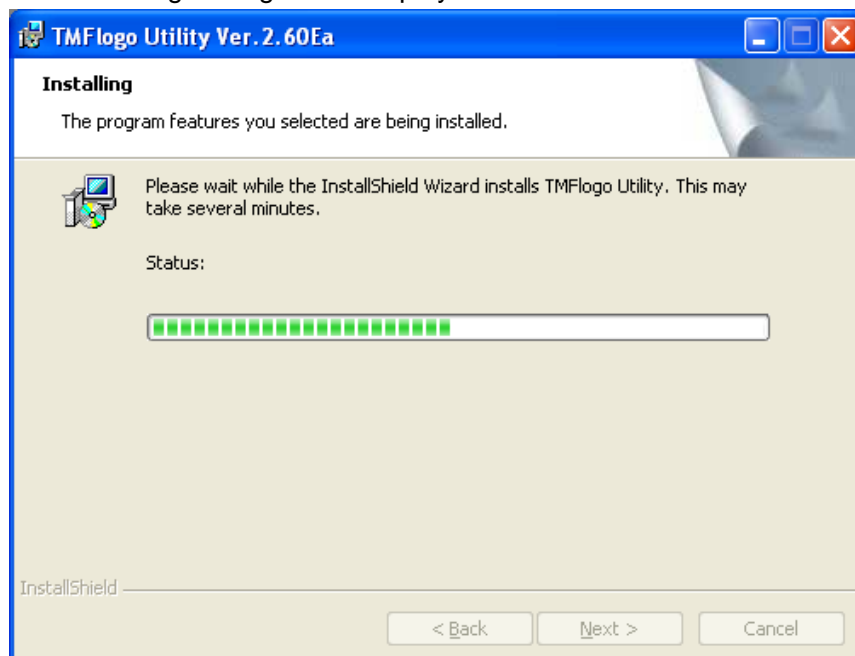 TMFlogo Utility Ver.2.60Ea
Installing
The program features you selected are being installed.
Please wait while the InstallShield Wizard installs TMFlogo Utility. This may
take several minutes.
Status:
InstallShield
< Back Next > Cancel